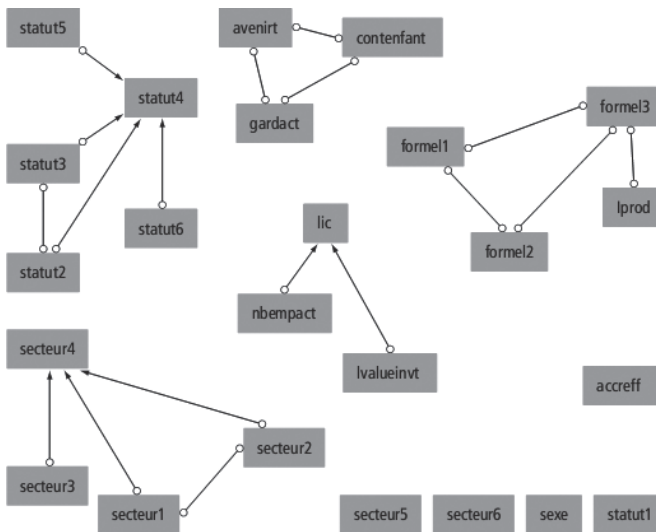 statut5
avenirt
contenfant
statut4
gardact
formel3
formel1
statut3
lprod
statut6
lic
formel2
statut2
nbempact
secteur4
lvalueinvt
accreff
secteur2
secteur3
secteur1
secteur5
secteur6
sexe
statut1